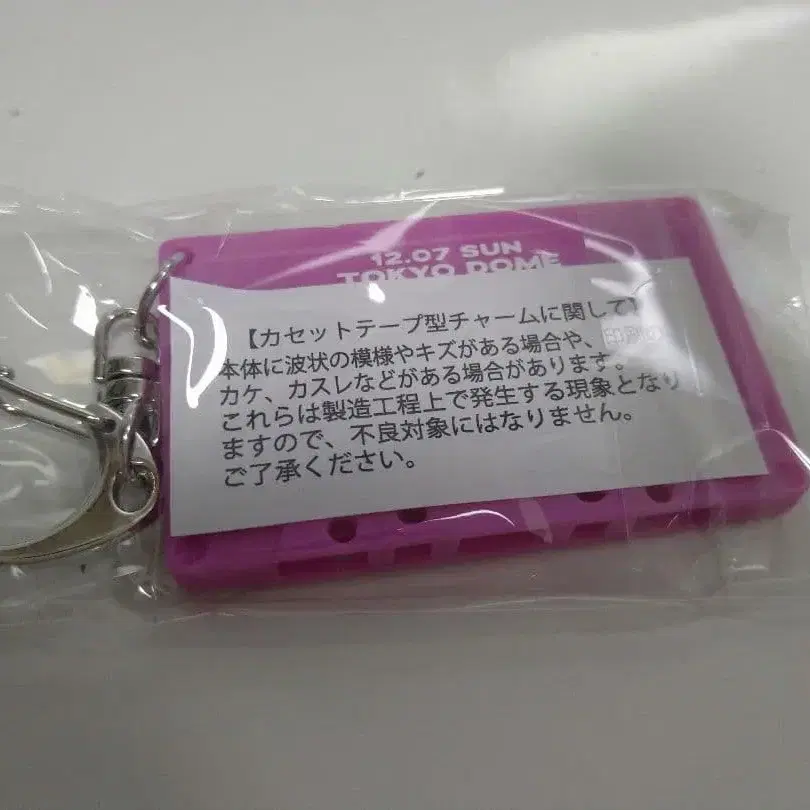 12.07 SUN
TOKYO DOME
【カセットテープ型チャームに関して】
本体に波状の模様やキズがある場合や、
カケ、カスレなどがある場合があります。
これらは製造工程上で発生する現象となり
ますので、不良対象にはなりません。
ご了承ください。